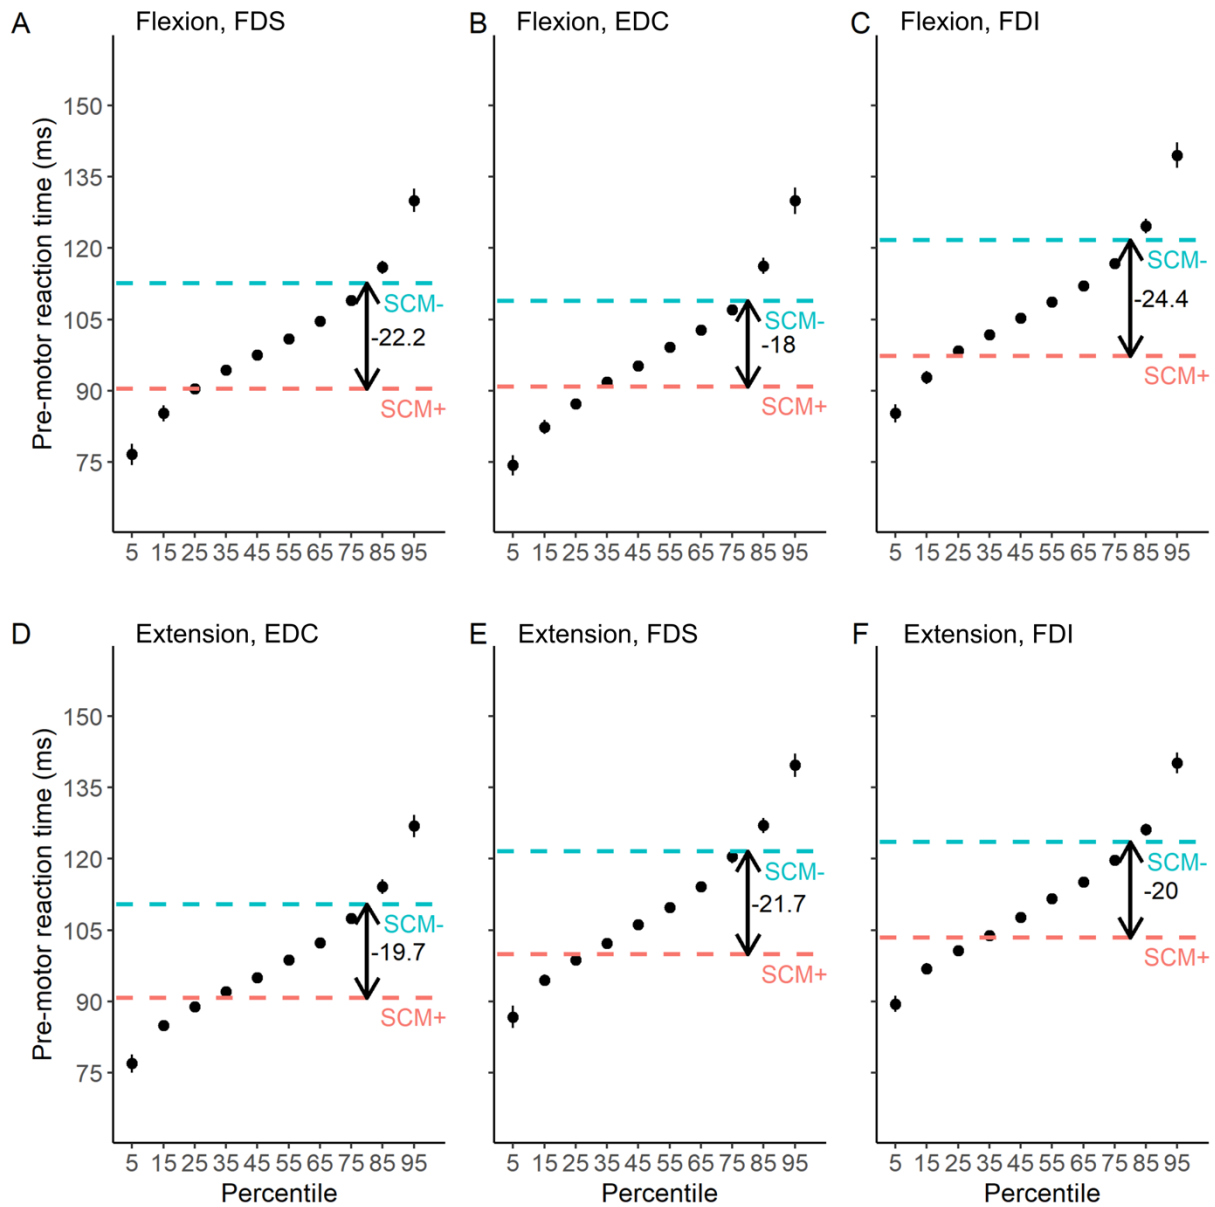 A Flexion, FDS
B Flexion, EDC
C Flexion, FDI
Pre-motor reaction time (ms)
150
135
120
105
90
75
SCM-
-22.2
SCM+
SCM-
-18
SCM+
SCM-
-24.4
SCM+
5 15 25 35 45 55 65 75 85 95
5 15 25 35 45 55 65 75 85 95
5 15 25 35 45 55 65 75 85 95
D Extension, EDC
E Extension, FDS
F Extension, FDI
Pre-motor reaction time (ms)
150
135
120
105
90
75
SCM-
-19.7
SCM+
SCM-
-21.7
SCM+
SCM-
-20
SCM+
5 15 25 35 45 55 65 75 85 95
5 15 25 35 45 55 65 75 85 95
5 15 25 35 45 55 65 75 85 95
Percentile
Percentile
Percentile